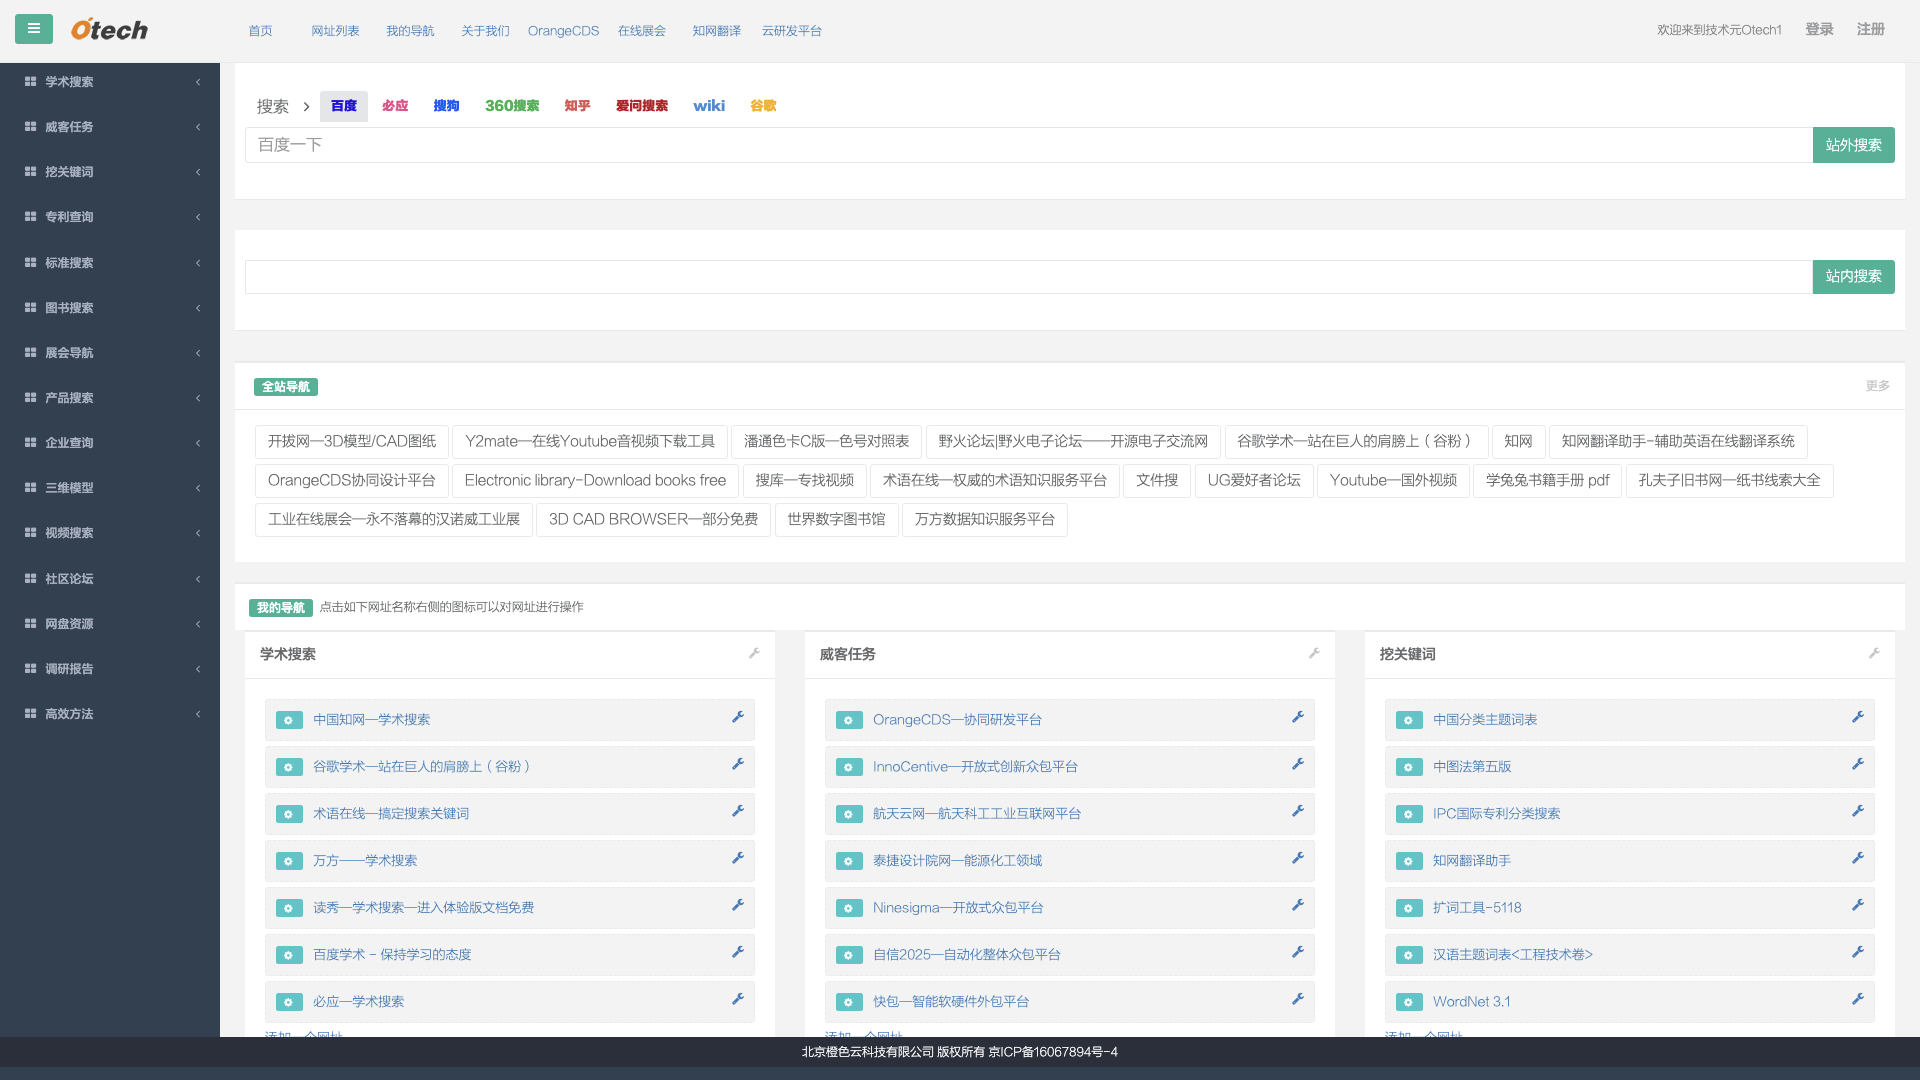 Otech
首页 网址列表 我的导航 关于我们 OrangeCDS 在线展会 知网翻译 云研发平台
欢迎来到技术元Otech1 登录 注册
学术搜索
威客任务
挖关键词
专利查询
标准搜索
图书搜索
展会导航
产品搜索
企业查询
三维模型
视频搜索
社区论坛
网盘资源
调研报告
高效方法
搜索 百度 必应 搜狗 360搜索 知乎 爱问搜索 wiki 谷歌
百度一下 站外搜索
站内搜索
全站导航 更多
开拔网—3D模型/CAD图纸 Y2mate—在线Youtube音视频下载工具 潘通色卡C版—色号对照表 野火论坛|野火电子论坛——开源电子交流网 谷歌学术—站在巨人的肩膀上（谷粉） 知网 知网翻译助手-辅助英语在线翻译系统
OrangeCDS协同设计平台 Electronic library-Download books free 搜库—专找视频 术语在线—权威的术语知识服务平台 文件搜 UG爱好者论坛 Youtube—国外视频 学兔兔书籍手册 pdf 孔夫子旧书网—纸书线索大全
工业在线展会—永不落幕的汉诺威工业展 3D CAD BROWSER—部分免费 世界数字图书馆 万方数据知识服务平台
我的导航 点击如下网址名称右侧的图标可以对网址进行操作
学术搜索
中国知网—学术搜索
谷歌学术—站在巨人的肩膀上（谷粉）
术语在线—搞定搜索关键词
万方——学术搜索
读秀—学术搜索—进入体验版文档免费
百度学术 - 保持学习的态度
必应—学术搜索
添加一个网址
威客任务
OrangeCDS—协同研发平台
InnoCentive—开放式创新众包平台
航天云网—航天科工工业互联网平台
泰捷设计院网—能源化工领域
Ninesigma—开放式众包平台
自信2025—自动化整体众包平台
快包—智能软硬件外包平台
添加一个网址
挖关键词
中国分类主题词表
中图法第五版
IPC国际专利分类搜索
知网翻译助手
扩词工具-5118
汉语主题词表<工程技术卷>
WordNet 3.1
添加一个网址
北京橙色云科技有限公司 版权所有 京ICP备16067894号-4